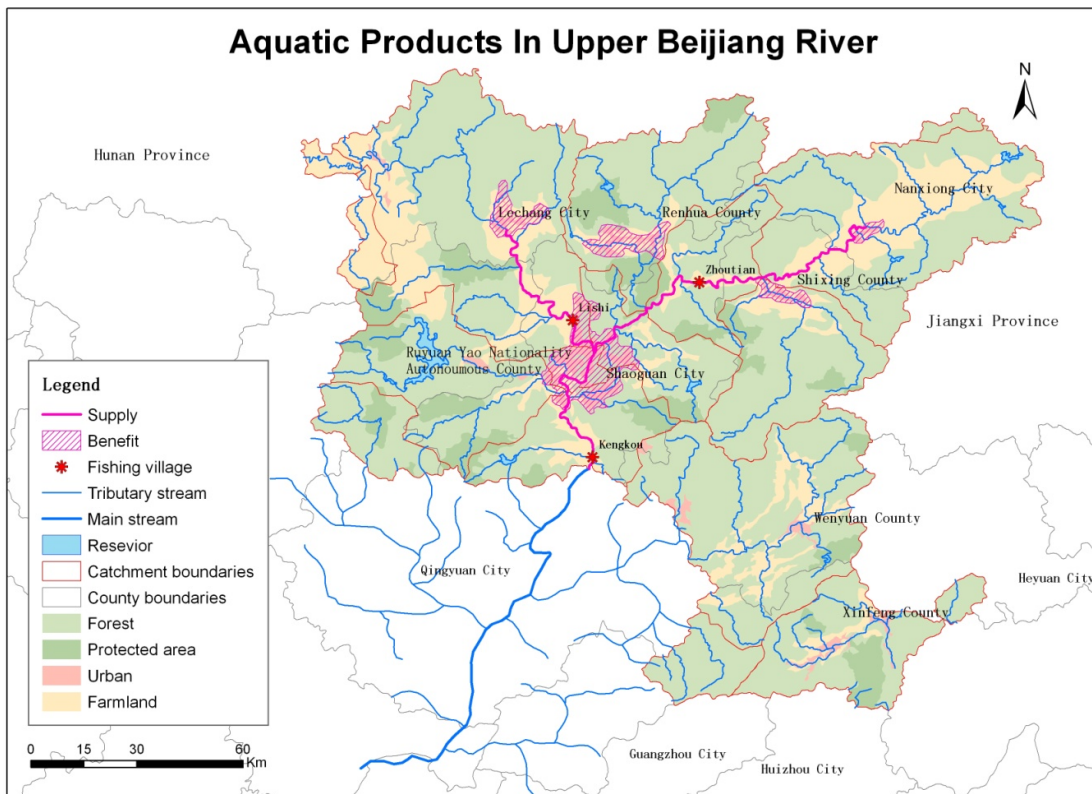 Aquatic Products In Upper Beijiang River
N
Hunan Province
Nanxiong City
Lechang City
Renhua County
Zhoutian
Shixing County
Lishi
Jiangxi Province
Ruyuan Yao Nationality
Autonoumous County
Shaoguan City
Kengkou
Wenyuan County
Qingyuan City
Heyuan City
Xinfeng County
Guangzhou City
Huizhou City
Legend
Supply
Benefit
Fishing village
Tributary stream
Main stream
Resevior
Catchment boundaries
County boundaries
Forest
Protected area
Urban
Farmland
0 15 30 60
Km